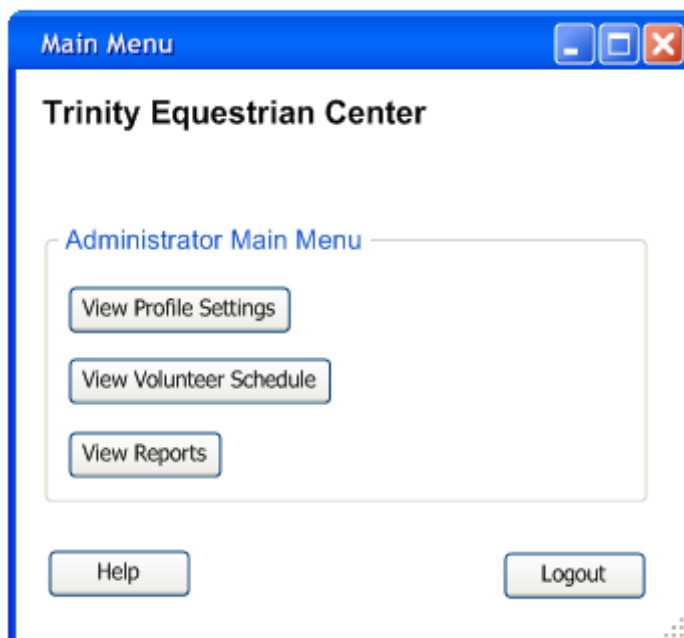 Main Menu
Trinity Equestrian Center
Administrator Main Menu
View Profile Settings
View Volunteer Schedule
View Reports
Help
Logout